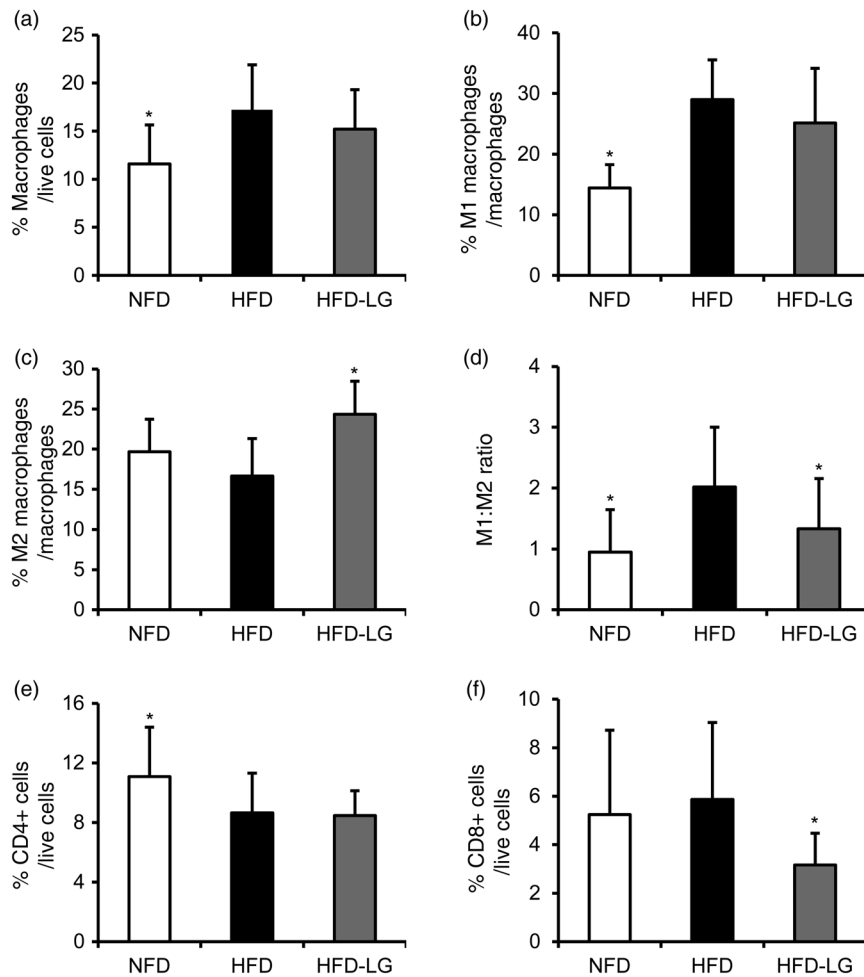 (a)
% Macrophages
/live cells
25
20
15
10
5
0
*
NFD
HFD
HFD-LG
(b)
% M1 macrophages
/macrophages
40
30
20
10
0
*
NFD
HFD
HFD-LG
(c)
% M2 macrophages
/macrophages
30
25
20
15
10
5
0
*
NFD
HFD
HFD-LG
(d)
M1:M2 ratio
4
3
2
1
0
*
*
NFD
HFD
HFD-LG
(e)
% CD4+ cells
/live cells
16
12
8
4
0
*
NFD
HFD
HFD-LG
(f)
% CD8+ cells
/live cells
10
8
6
4
2
0
*
NFD
HFD
HFD-LG